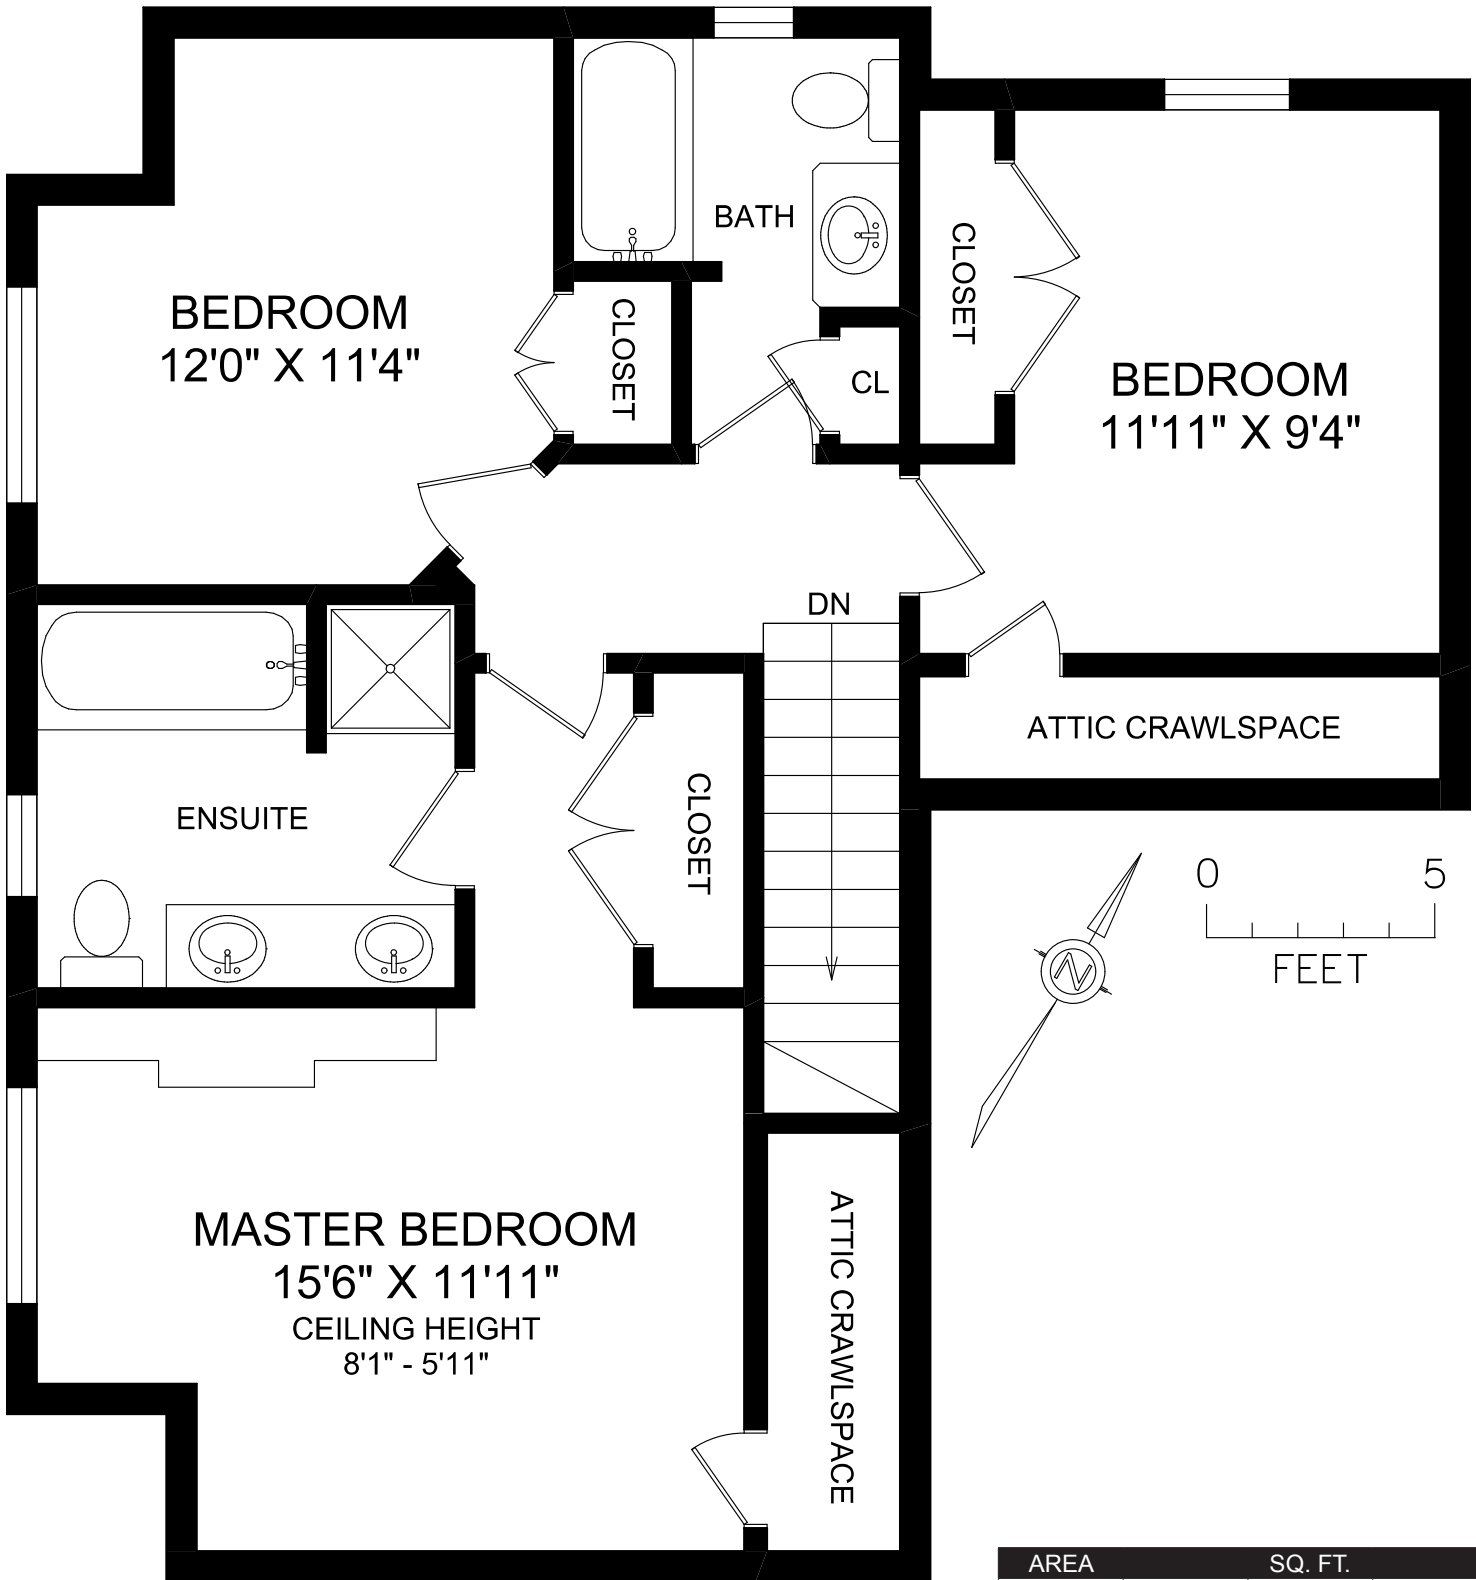 BATH
CLOSET
BEDROOM
12'0" X 11'4"
CLOSET
CL
BEDROOM
11'11" X 9'4"
DN
ATTIC CRAWLSPACE
ENSUITE
CLOSET
0 5
FEET
N
MASTER BEDROOM
15'6" X 11'11"
CEILING HEIGHT
8'1" - 5'11"
ATTIC CRAWLSPACE
AREA SQ. FT.